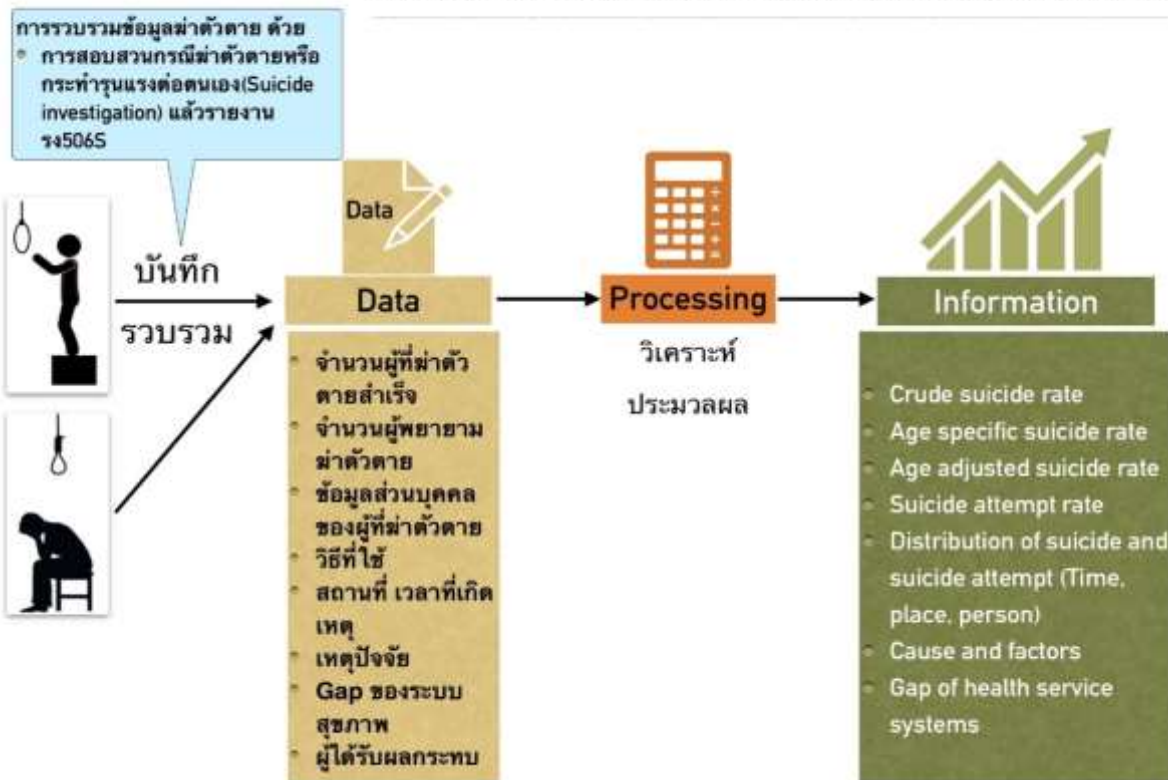 การรวบรวมข้อมูลฆ่าตัวตาย ด้วย
การสอบสวนกรณีฆ่าตัวตายหรือ
กระทำรุนแรงต่อตนเอง(Suicide
investigation) แล้วรายงาน
รง506S
บันทึก
รวบรวม
Data
Data
จำนวนผู้ที่ฆ่าตัว
ตายสำเร็จ
จำนวนผู้พยายาม
ฆ่าตัวตาย
ข้อมูลส่วนบุคคล
ของผู้ที่ฆ่าตัวตาย
วิธีที่ใช้
สถานที่ เวลาที่เกิด
เหตุ
เหตุปัจจัย
Gap ของระบบ
สุขภาพ
ผู้ได้รับผลกระทบ
Processing
วิเคราะห์
ประมวลผล
Information
Crude suicide rate
Age specific suicide rate
Age adjusted suicide rate
Suicide attempt rate
Distribution of suicide and
suicide attempt (Time,
place, person)
Cause and factors
Gap of health service
systems